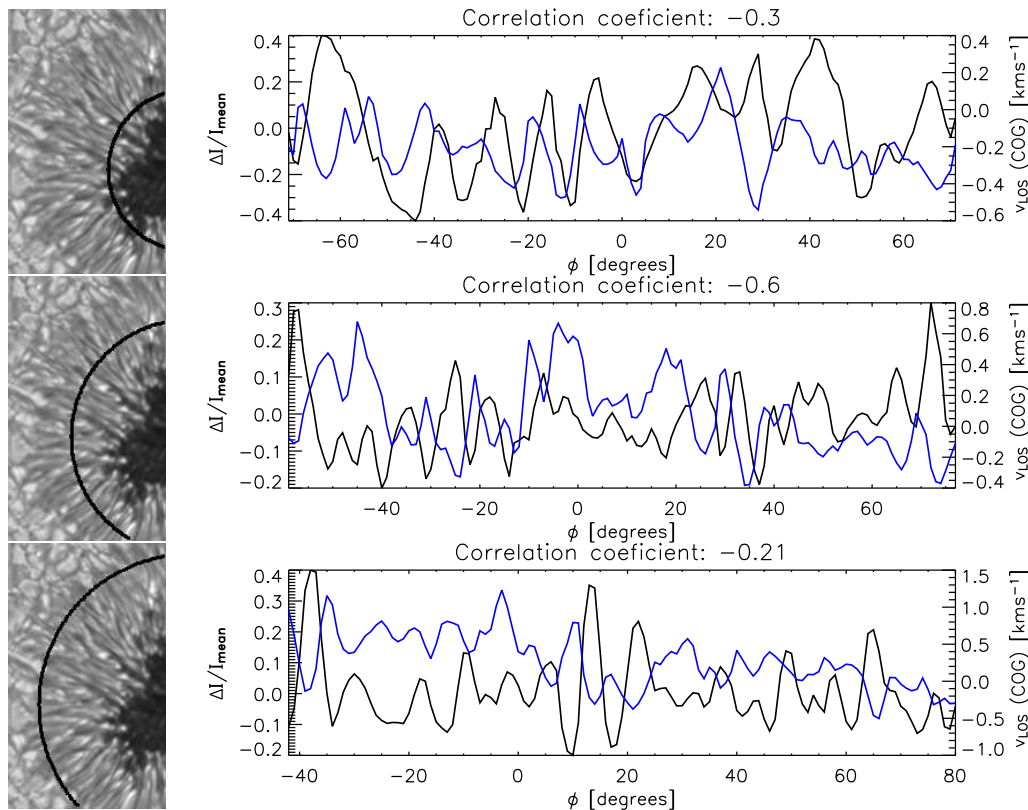 Correlation coeficient: −0.3
0.4
0.2
0.0
−0.2
−0.4
ΔI/Imean
0.4
0.2
0.0
−0.2
−0.4
−0.6
vLOS (COG) [kms−1]
−60 −40 −20 0 20 40 60
ϕ [degrees]
Correlation coeficient: −0.6
0.3
0.2
0.1
0.0
−0.1
−0.2
ΔI/Imean
0.8
0.6
0.4
0.2
0.0
−0.2
−0.4
vLOS (COG) [kms−1]
−40 −20 0 20 40 60
ϕ [degrees]
Correlation coeficient: −0.21
0.4
0.3
0.2
0.1
0.0
−0.1
−0.2
ΔI/Imean
1.5
1.0
0.5
0.0
−0.5
−1.0
vLOS (COG) [kms−1]
−40 −20 0 20 40 60 80
ϕ [degrees]